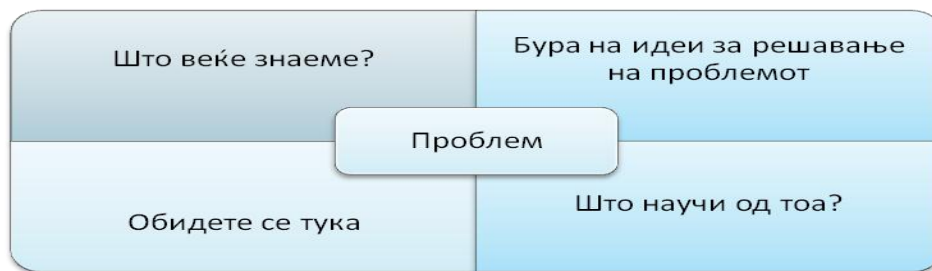 Што веќе знаеме?
Бура на идеи за решавање
на проблемот
Проблем
Обидете се тука
Што научи од тоа?